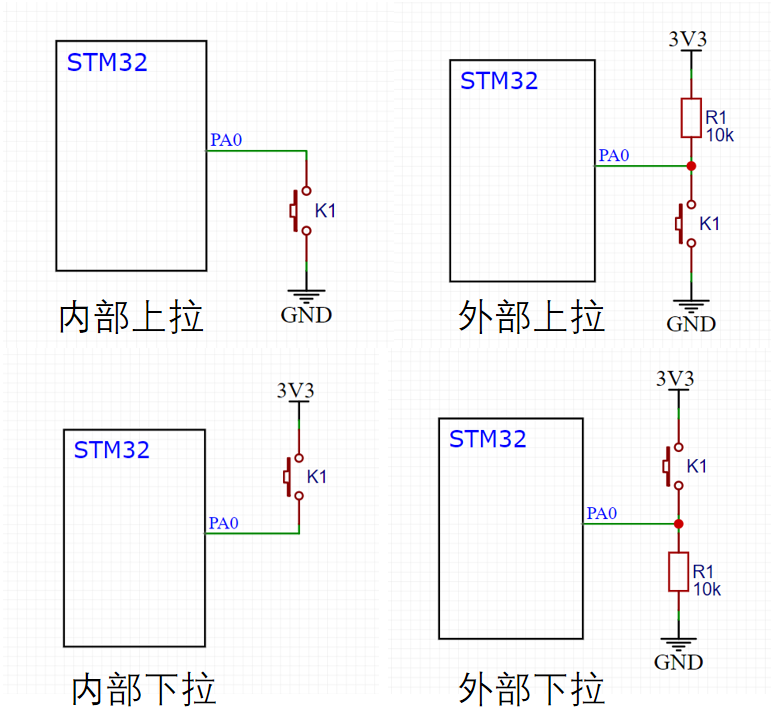 STM32
PA0
K1
GND
内部上拉
3V3
STM32
R1
10k
PA0
K1
GND
外部上拉
3V3
STM32
K1
PA0
内部下拉
3V3
STM32
K1
PA0
R1
10k
GND
外部下拉